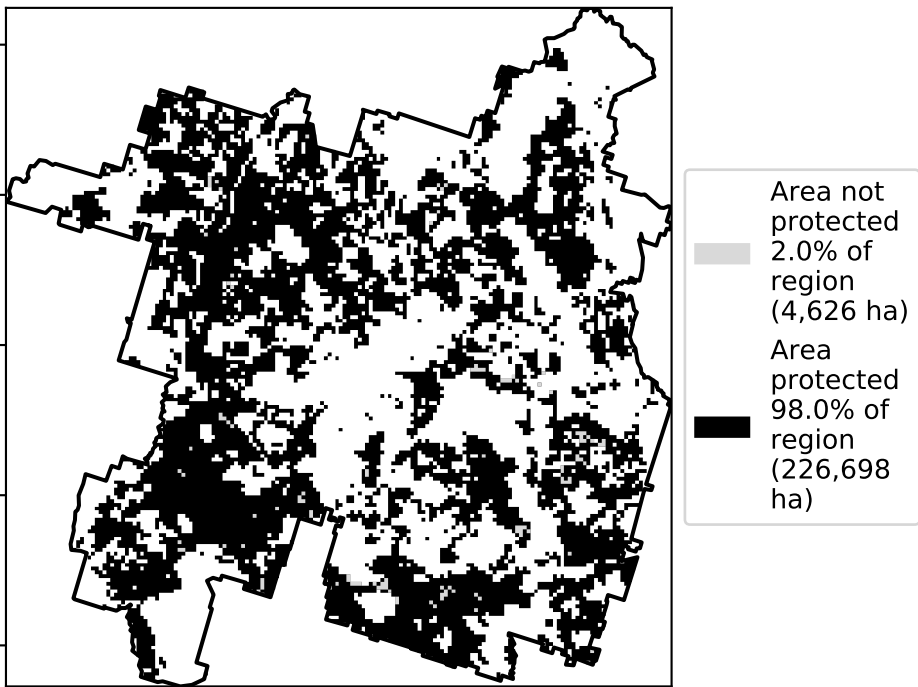 Area not
protected
2.0% of
region
(4,626 ha)
Area
protected
98.0% of
region
(226,698
ha)